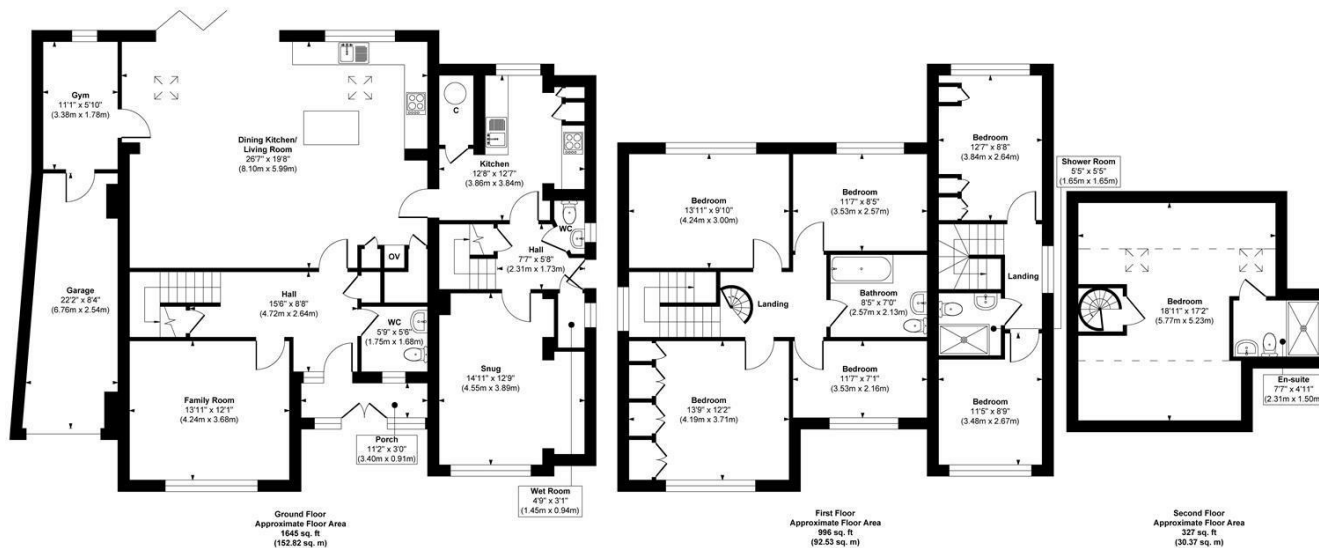 Gym
11'1" x 5'10"
(3.38m x 1.78m)
Dining Kitchen/
Living Room
26'7" x 19'8"
(8.10m x 5.99m)
C
Kitchen
12'8" x 12'7"
(3.86m x 3.84m)
WC
Hall
7'7" x 5'8"
(2.31m x 1.73m)
OV
Garage
22'2" x 8'4"
(6.76m x 2.54m)
Hall
15'6" x 8'8"
(4.72m x 2.64m)
WC
5'9" x 5'6"
(1.75m x 1.68m)
Snug
14'11" x 12'9"
(4.55m x 3.89m)
Family Room
13'11" x 12'1"
(4.24m x 3.68m)
Porch
11'2" x 3'0"
(3.40m x 0.91m)
Wet Room
4'9" x 3'1"
(1.45m x 0.94m)
Ground Floor
Approximate Floor Area
1645 sq. ft
(152.82 sq. m)
Bedroom
12'7" x 8'8"
(3.84m x 2.64m)
Shower Room
5'5" x 5'5"
(1.65m x 1.65m)
Bedroom
13'11" x 9'10"
(4.24m x 3.00m)
Bedroom
11'7" x 8'5"
(3.53m x 2.57m)
Landing
Landing
Bathroom
8'5" x 7'0"
(2.57m x 2.13m)
Bedroom
13'9" x 12'2"
(4.19m x 3.71m)
Bedroom
11'7" x 7'1"
(3.53m x 2.16m)
Bedroom
11'5" x 8'9"
(3.48m x 2.67m)
First Floor
Approximate Floor Area
996 sq. ft
(92.53 sq. m)
Bedroom
18'11" x 17'2"
(5.77m x 5.23m)
En-suite
7'7" x 4'11"
(2.31m x 1.50m)
Second Floor
Approximate Floor Area
327 sq. ft
(30.37 sq. m)